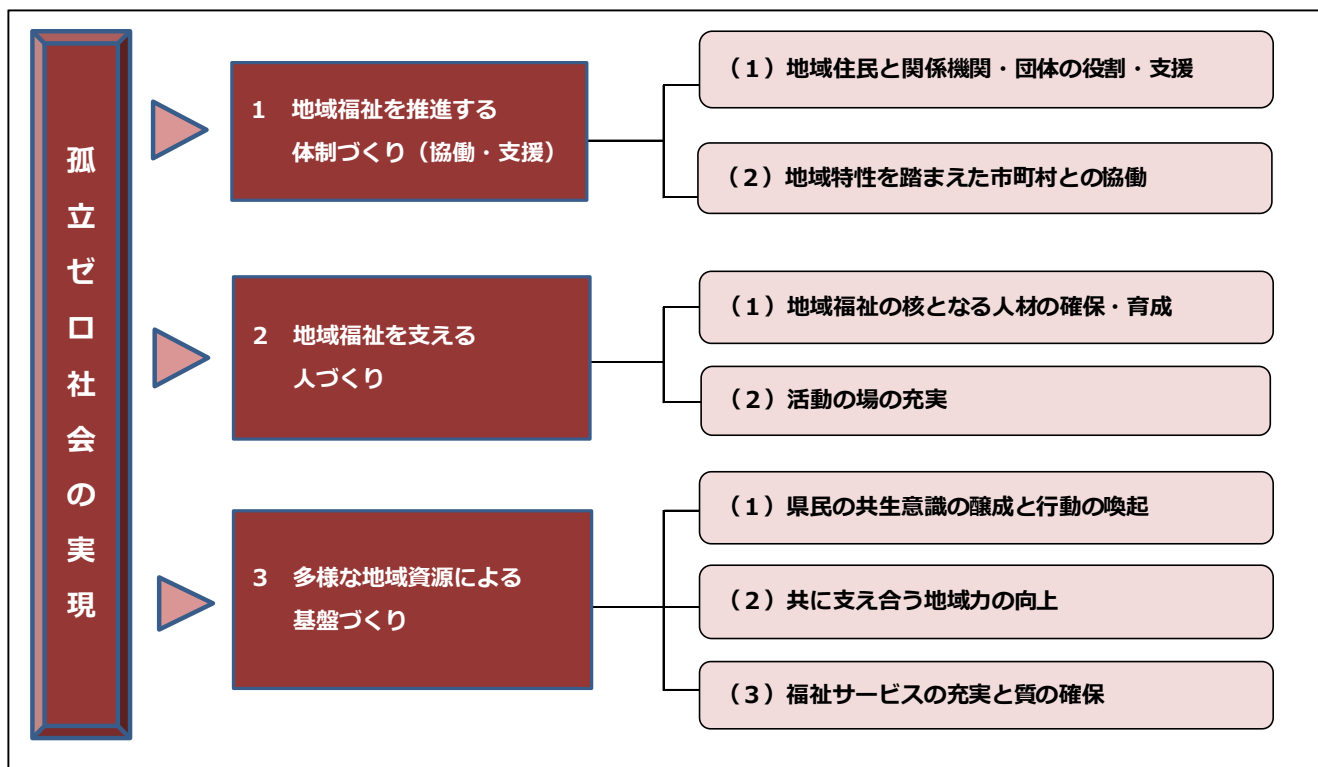 孤立ゼロ社会の実現
1 地域福祉を推進する
体制づくり（協働・支援）
（１）地域住民と関係機関・団体の役割・支援
（２）地域特性を踏まえた市町村との協働
2 地域福祉を支える
人づくり
（１）地域福祉の核となる人材の確保・育成
（２）活動の場の充実
3 多様な地域資源による
基盤づくり
（１）県民の共生意識の醸成と行動の喚起
（２）共に支え合う地域力の向上
（３）福祉サービスの充実と質の確保